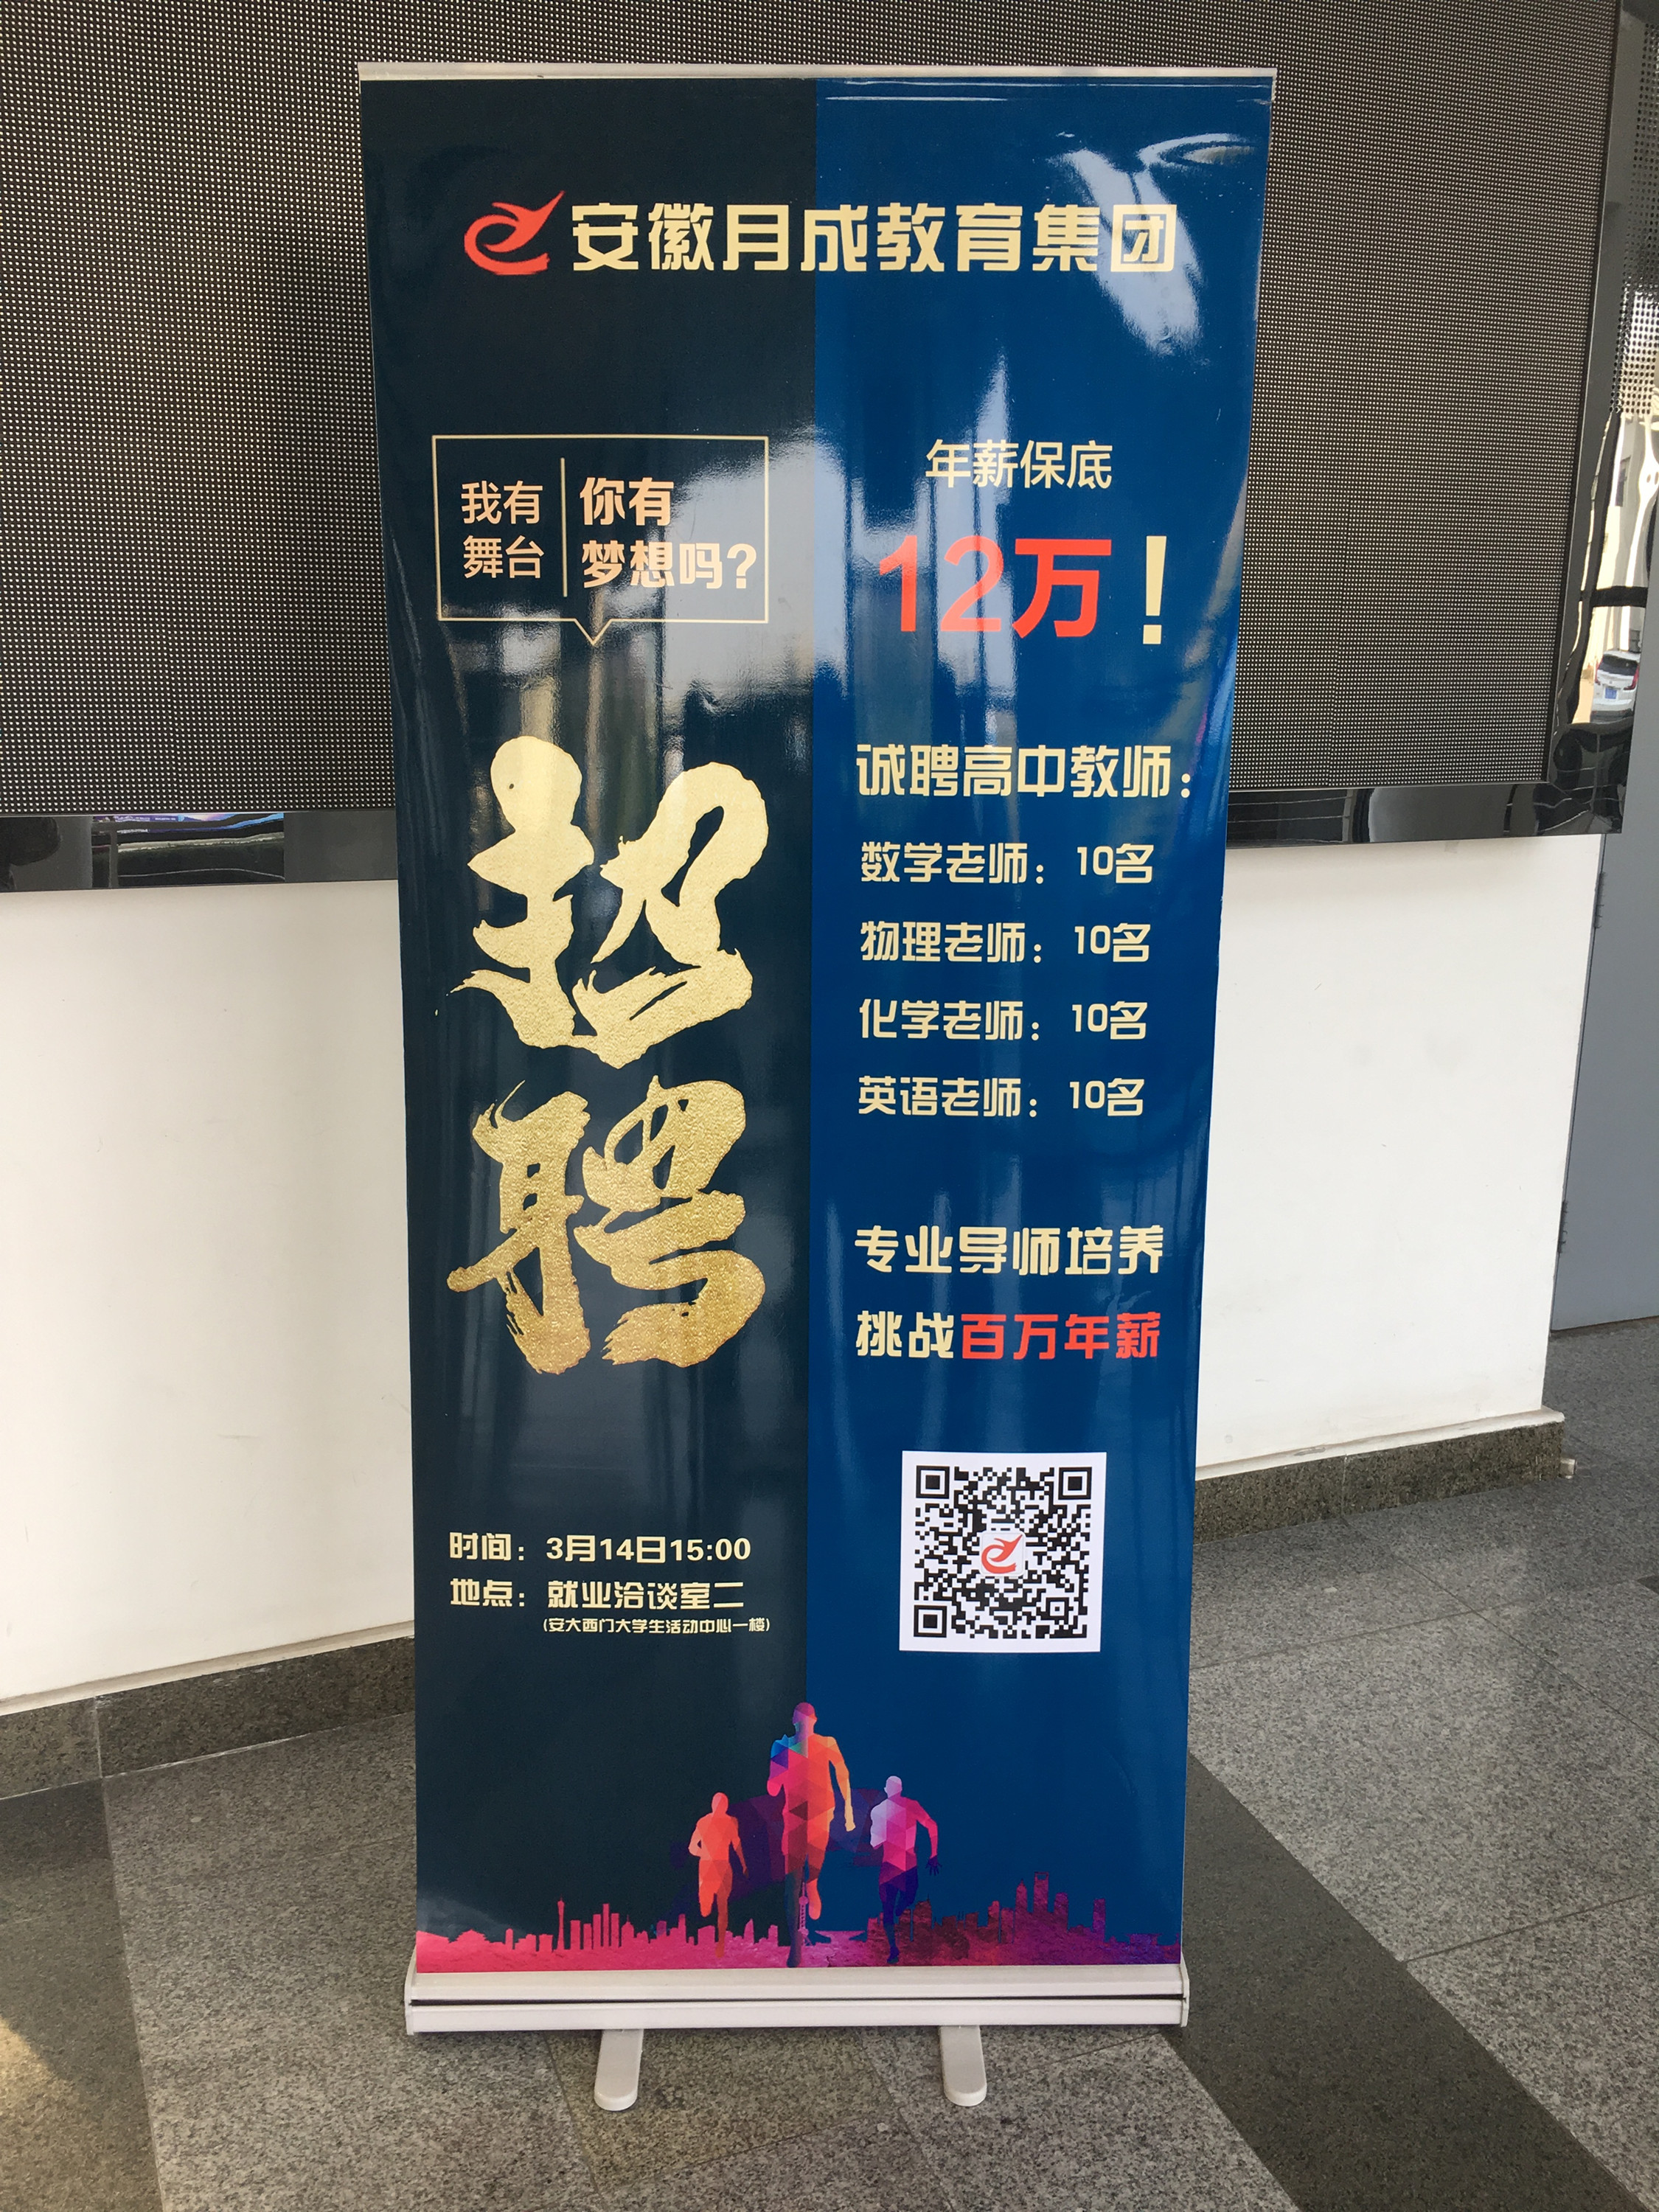 安徽月成教育集团
我有
舞台
你有
梦想吗？
招
聘
时间：3月14日15:00
地点：就业洽谈室二
(安大西门大学生活动中心一楼)
年薪保底
12万！
诚聘高中教师：
数学老师：10名
物理老师：10名
化学老师：10名
英语老师：10名
专业导师培养
挑战百万年薪